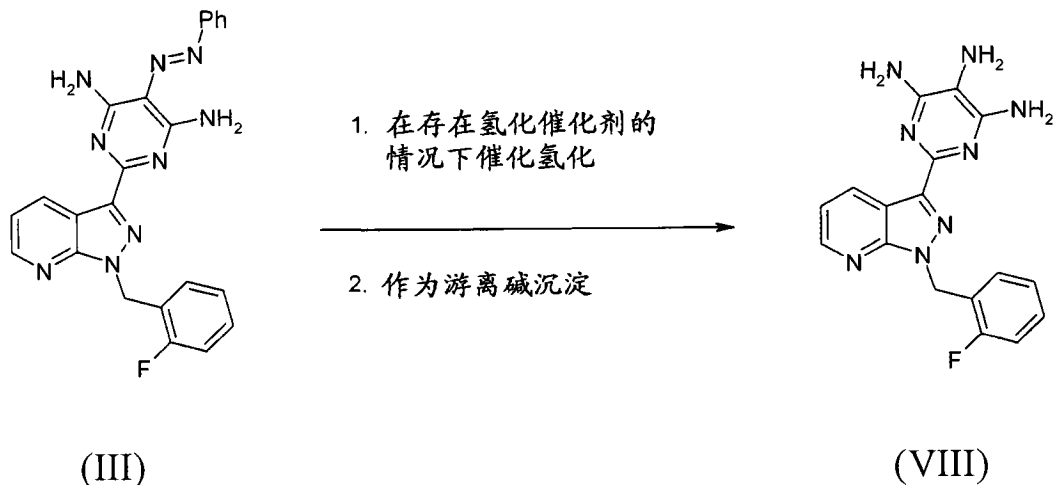 Ph
N=N
H2N
NH2
N
N
N
N
N
F
1. 在存在氢化催化剂的
情况下催化氢化
2. 作为游离碱沉淀
H2N
NH2
NH2
N
N
N
N
N
F
(III)
(VIII)